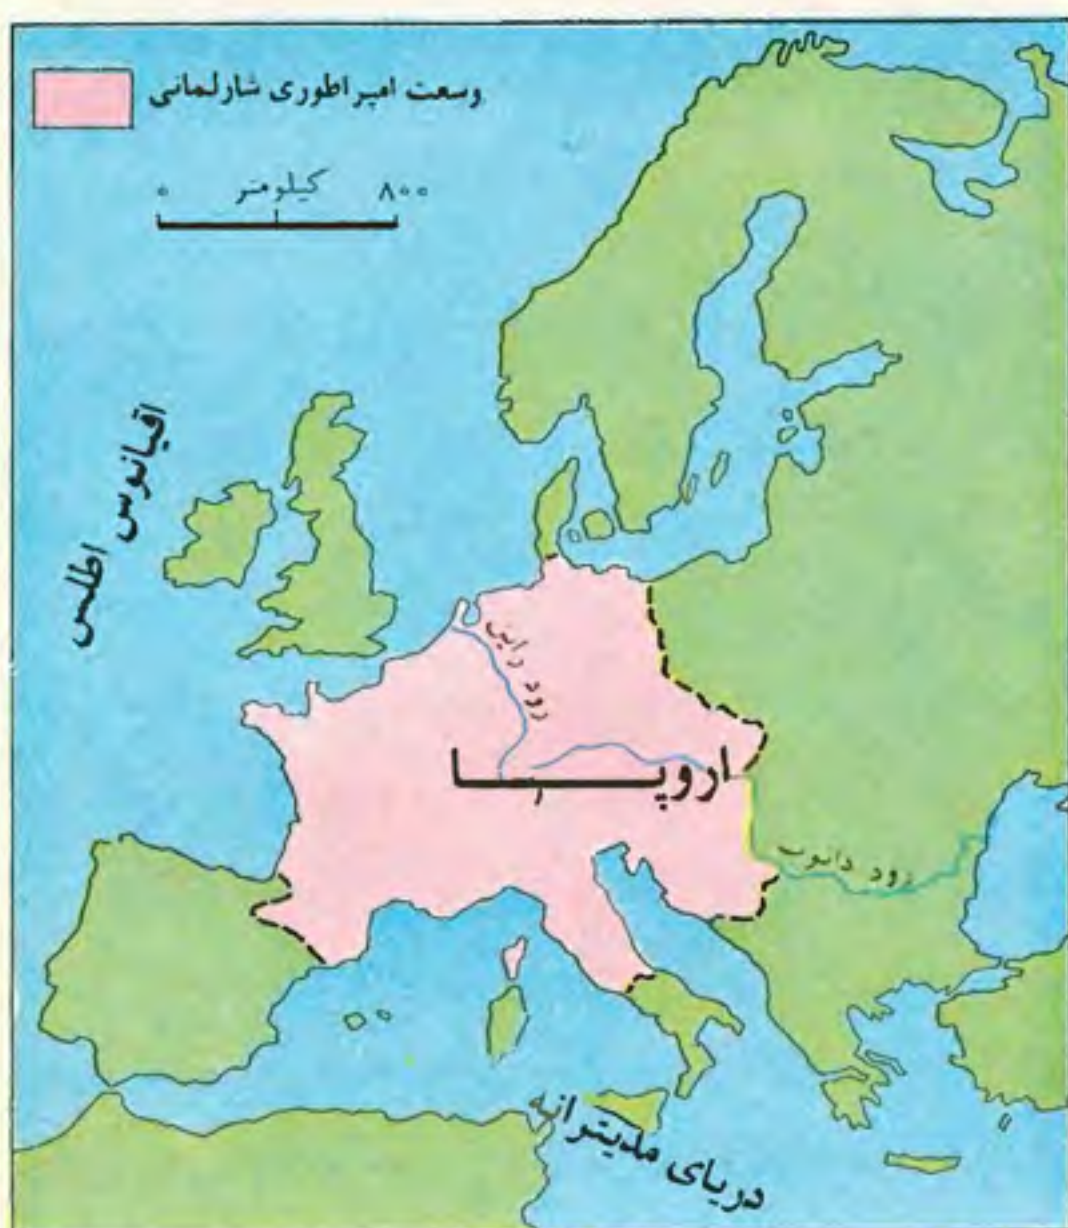 وسعت امپراطوری شارلمانی
۰ کیلومتر ۸۰۰
اقیانوس اطلس
رود راین
اروپا
رود دانوب
دریای مدیترانه